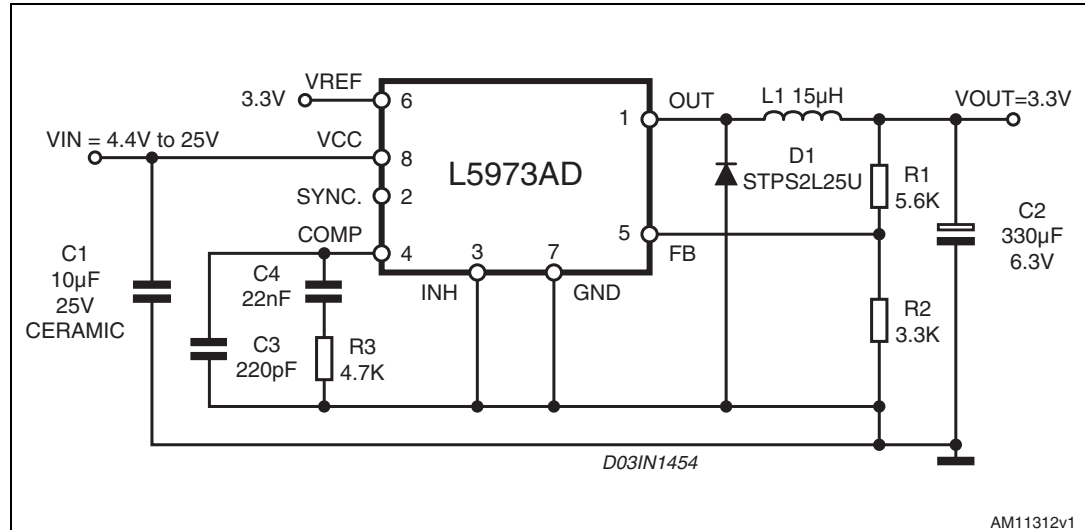 VREF
3.3V
6
VIN = 4.4V to 25V
VCC
8
L5973AD
SYNC.
2
COMP
4
3
INH
7
GND
1
OUT
5
FB
L1 15µH
VOUT=3.3V
D1
STPS2L25U
R1
5.6K
R2
3.3K
C2
330µF
6.3V
C1
10µF
25V
CERAMIC
C4
22nF
C3
220pF
R3
4.7K
D03IN1454
AM11312v1